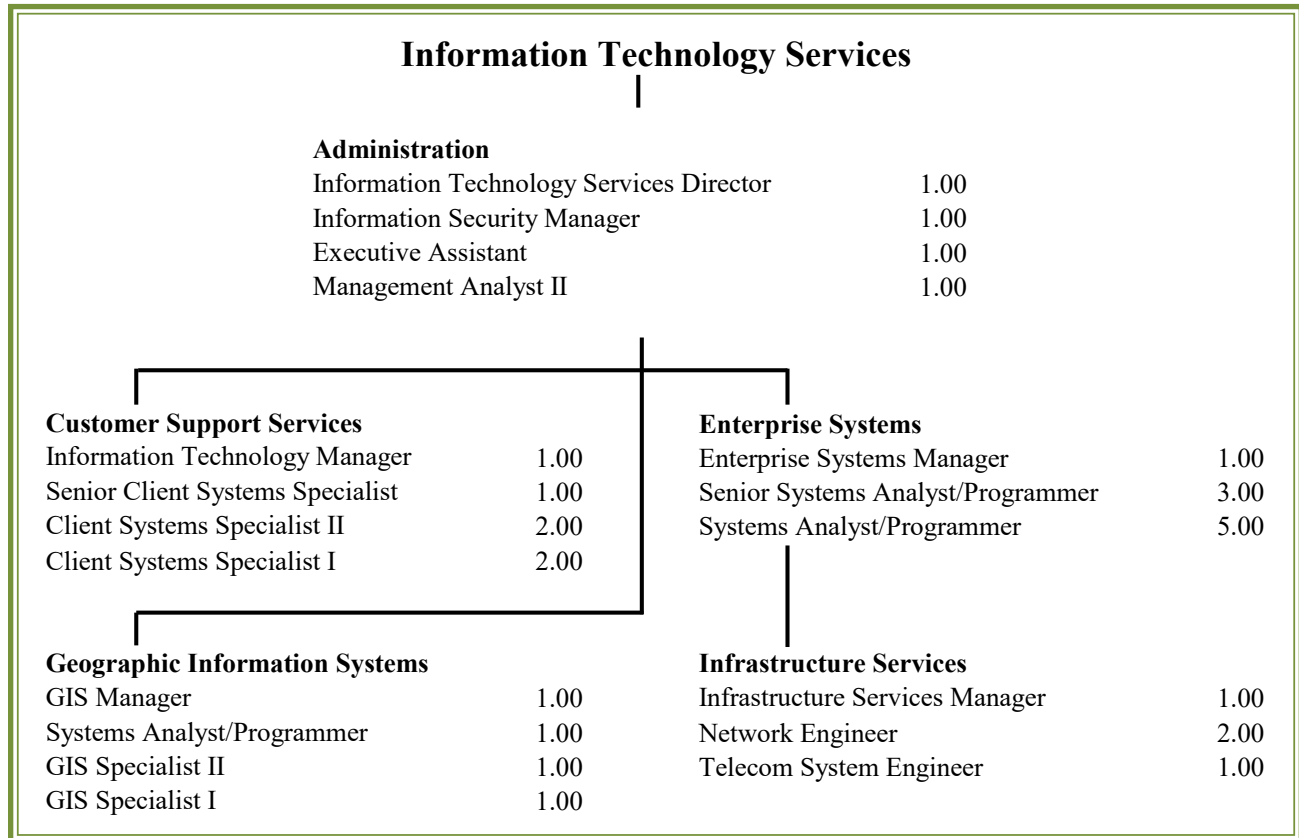 Information Technology Services
Administration
Information Technology Services Director 1.00
Information Security Manager 1.00
Executive Assistant 1.00
Management Analyst II 1.00
Customer Support Services
Information Technology Manager 1.00
Senior Client Systems Specialist 1.00
Client Systems Specialist II 2.00
Client Systems Specialist I 2.00
Enterprise Systems
Enterprise Systems Manager 1.00
Senior Systems Analyst/Programmer 3.00
Systems Analyst/Programmer 5.00
Geographic Information Systems
GIS Manager 1.00
Systems Analyst/Programmer 1.00
GIS Specialist II 1.00
GIS Specialist I 1.00
Infrastructure Services
Infrastructure Services Manager 1.00
Network Engineer 2.00
Telecom System Engineer 1.00